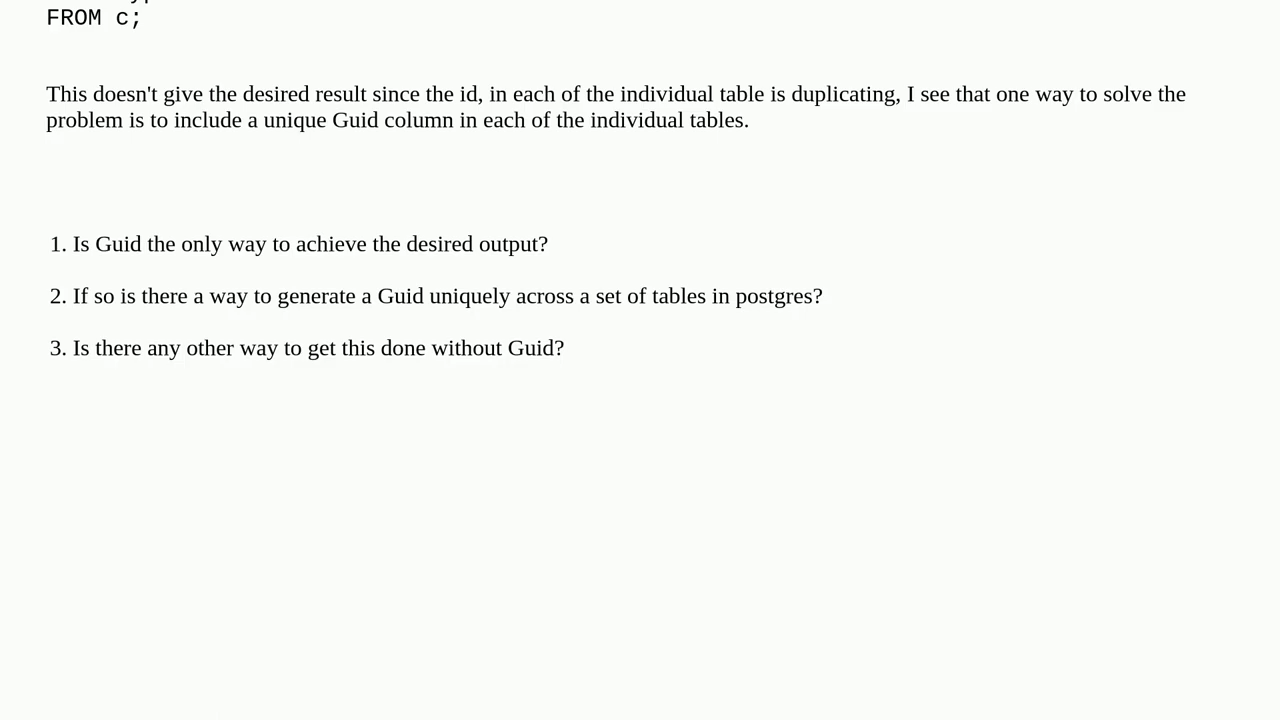 FROM c;
This doesn't give the desired result since the id, in each of the individual table is duplicating, I see that one way to solve the
problem is to include a unique Guid column in each of the individual tables.
1. Is Guid the only way to achieve the desired output?
2. If so is there a way to generate a Guid uniquely across a set of tables in postgres?
3. Is there any other way to get this done without Guid?